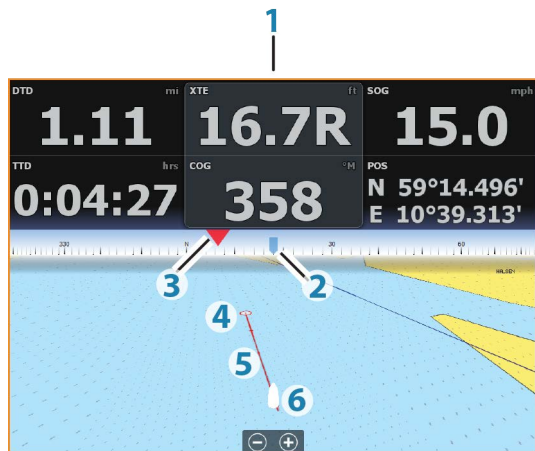 1
DTD mi XTE ft SOG mph
1.11 16.7R 15.0
TTD hrs COG °M POS
0:04:27 358 N 59°14.496'
E 10°39.313'
330 N 30 60
3 2
HALSEN
4
5
6